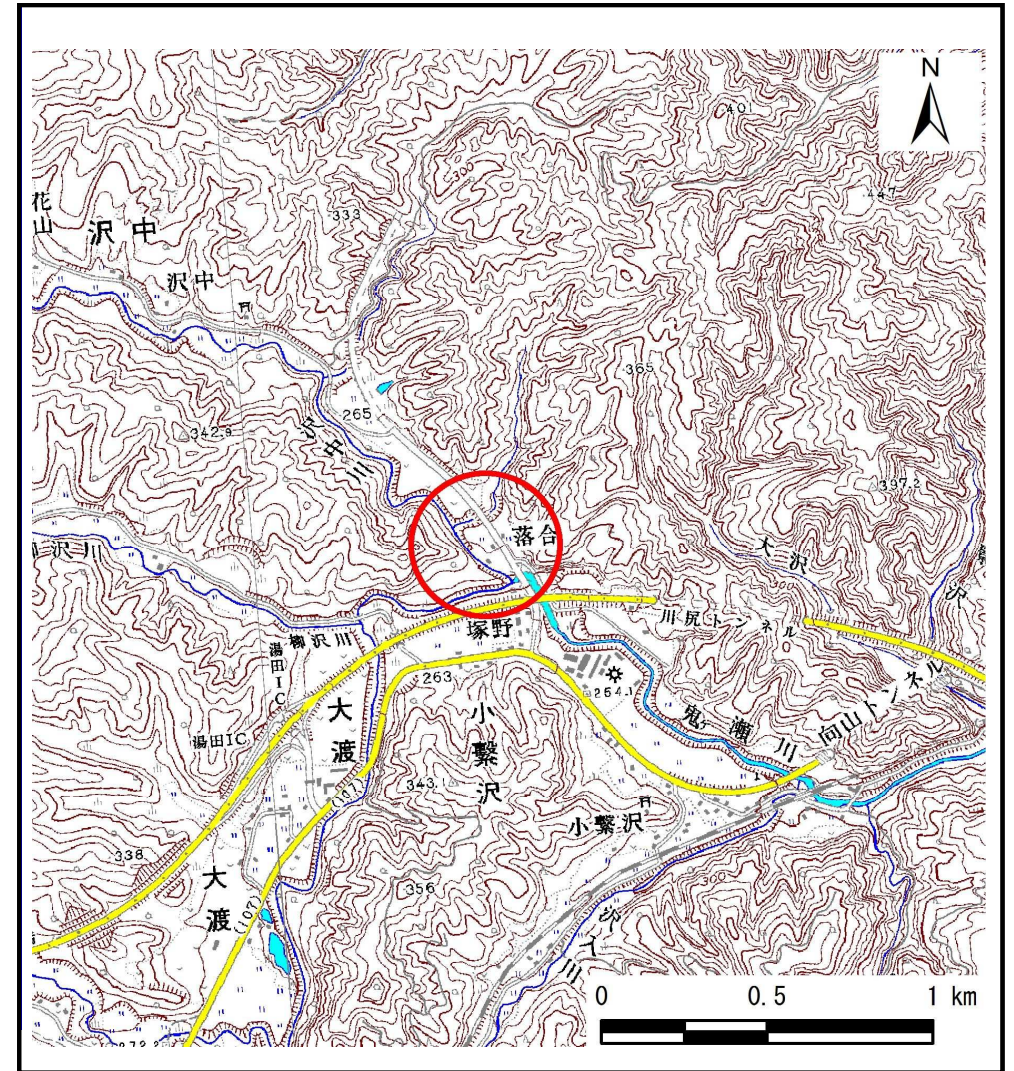 N
401
447
花山
沢中
333
300
沢中
365
265
342.8
沢中川
397.2
落合
大沢
沢川
川尻トンネル
塚野
柳沢川
湯田IC
263
254.1
大渡
小繋沢
鬼ヶ瀬川
向山トンネル
湯田IC
343.1
(107)
小繋沢
338
大渡
356
(107)
0 0.5 1 km